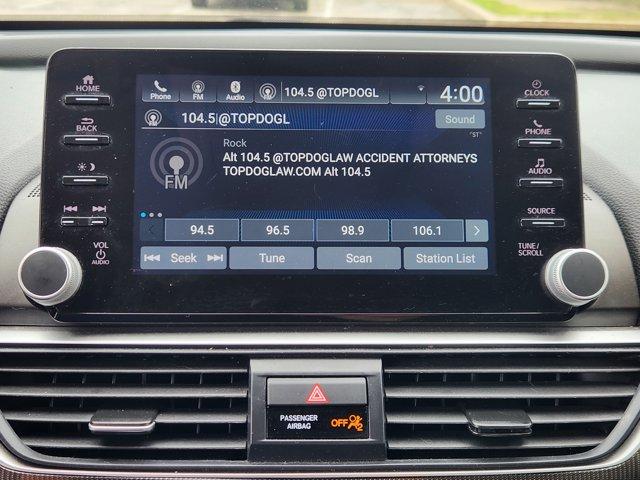 HOME
BACK
VOL
AUDIO
Phone
FM
Audio
104.5 @TOPDOGL
4:00
104.5|@TOPDOGL
Sound
"ST"
Rock
Alt 104.5 @TOPDOGLAW ACCIDENT ATTORNEYS
TOPDOGLAW.COM Alt 104.5
FM
94.5
96.5
98.9
106.1
Seek
Tune
Scan
Station List
CLOCK
PHONE
AUDIO
SOURCE
TUNE/
SCROLL
PASSENGER
AIRBAG
OFF
2